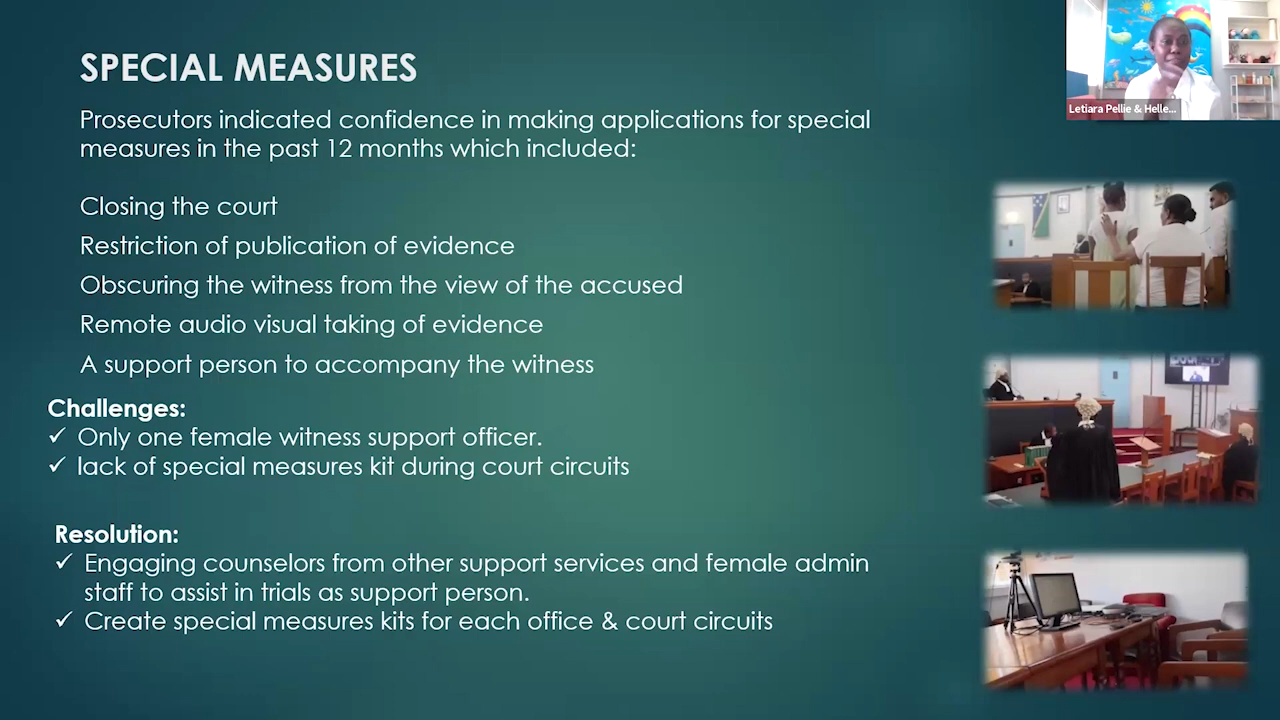 SPECIAL MEASURES
Prosecutors indicated confidence in making applications for special
measures in the past 12 months which included:
Closing the court
Restriction of publication of evidence
Obscuring the witness from the view of the accused
Remote audio visual taking of evidence
A support person to accompany the witness
Challenges:
✓ Only one female witness support officer.
✓ lack of special measures kit during court circuits
Resolution:
✓ Engaging counselors from other support services and female admin
staff to assist in trials as support person.
✓ Create special measures kits for each office & court circuits
Letiara Pellie & Helle...